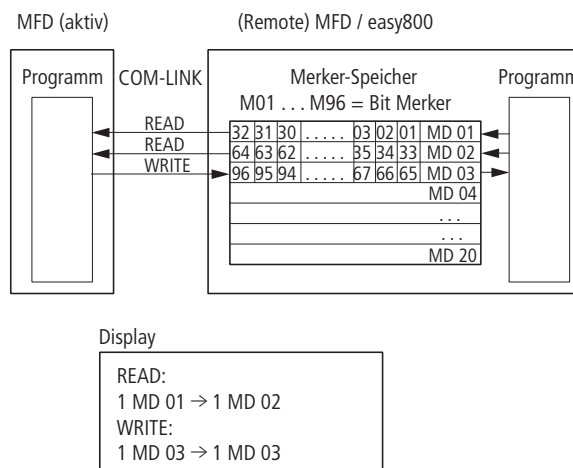 MFD (aktiv)
(Remote) MFD / easy800
Programm
COM-LINK
Merker-Speicher
Programm
M01 . . . M96 = Bit Merker
READ
32 31 30 . . . . . 03 02 01 MD 01
READ
64 63 62 . . . . . 35 34 33 MD 02
WRITE
96 95 94 . . . . . 67 66 65 MD 03
MD 04
. . .
. . .
MD 20
Display
READ:
1 MD 01 → 1 MD 02
WRITE:
1 MD 03 → 1 MD 03